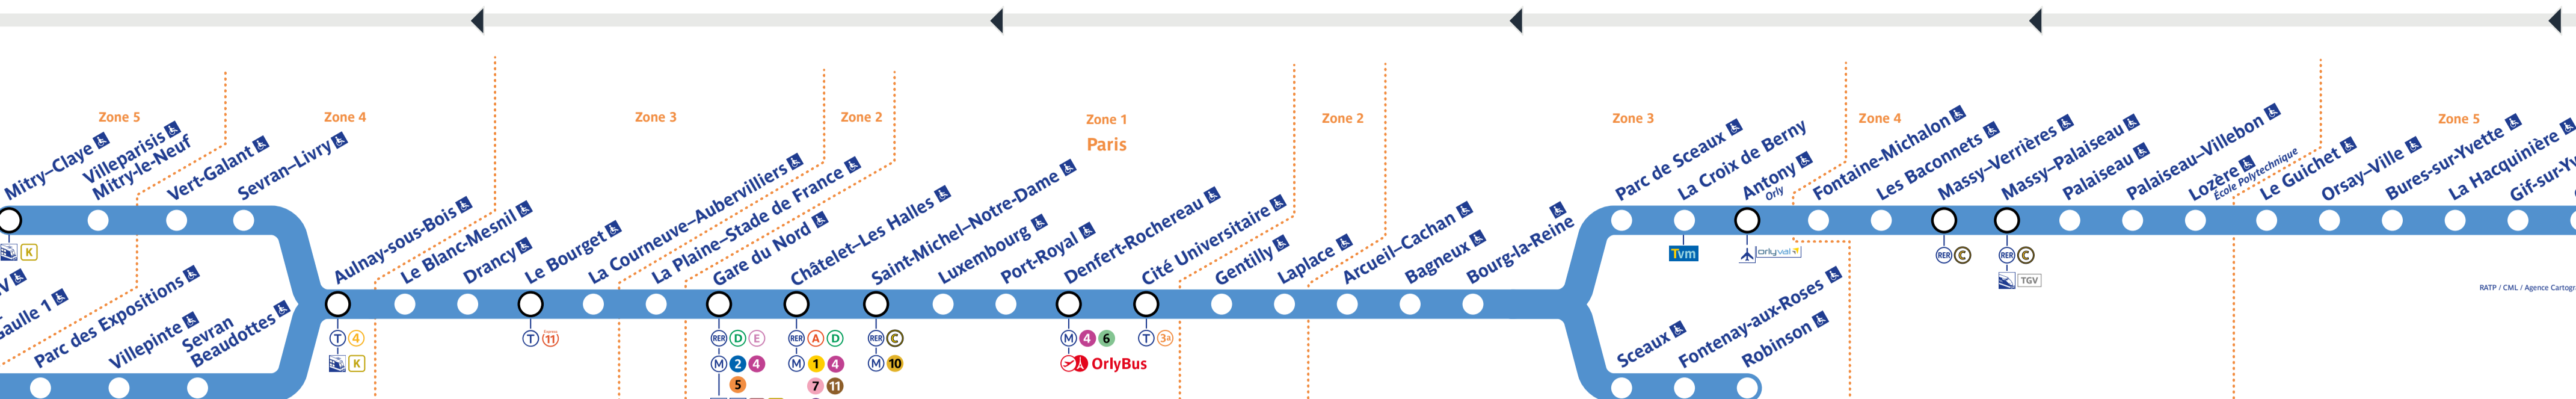 Zone 5
Zone 4
Zone 3
Zone 2
Zone 1
Paris
Zone 2
Zone 3
Zone 4
Zone 5
Mitry–Claye
Villeparisis
Mitry-le-Neuf
Vert-Galant
Sevran–Livry
Aulnay-sous-Bois
Le Blanc-Mesnil
Drancy
Le Bourget
La Courneuve–Aubervilliers
La Plaine–Stade de France
Gare du Nord
Châtelet–Les Halles
Saint-Michel–Notre-Dame
Luxembourg
Port-Royal
Denfert-Rochereau
Cité Universitaire
Gentilly
Laplace
Arcueil–Cachan
Bagneux
Bourg-la-Reine
Parc de Sceaux
La Croix de Berny
Antony
Orly
Fontaine-Michalon
Les Baconnets
Massy–Verrières
Massy–Palaiseau
Palaiseau
Palaiseau–Villebon
Lozère
École Polytechnique
Le Guichet
Orsay–Ville
Bures-sur-Yvette
La Hacquinière
Gif-sur-Yv
K
V
Gaulle 1
Parc des Expositions
Villepinte
Sevran
Beaudottes
T 4
K
T Express 11
RER D E
M 2 4
5
RER A D
M 1 4
7 11
RER C
M 10
M 4 6
OrlyBus
T 3a
Tvm
orlyval
RER C
RER C
TGV
Sceaux
Fontenay-aux-Roses
Robinson
RATP / CML / Agence Cartogra